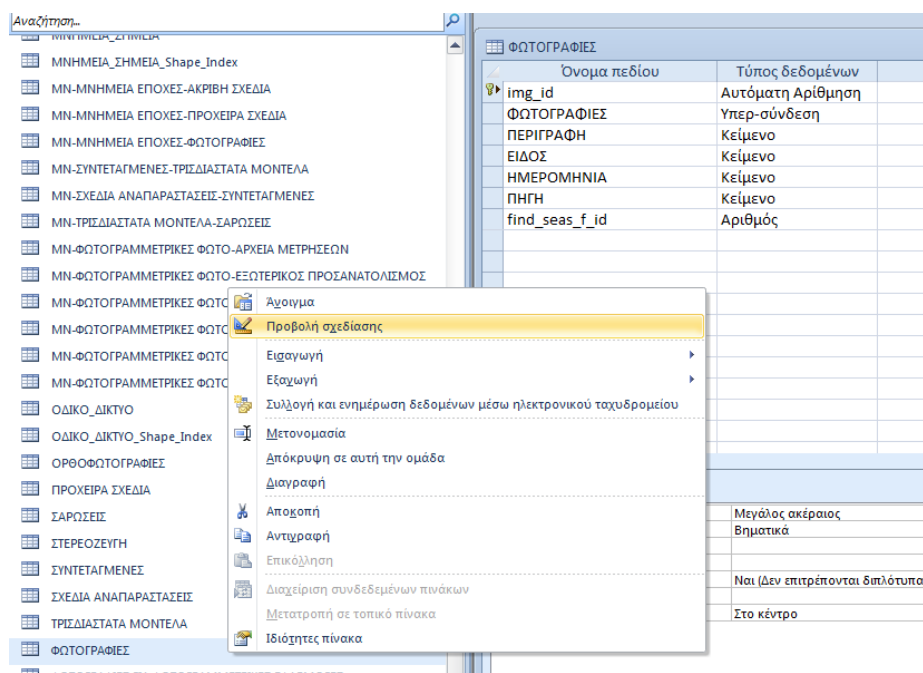 Αναζήτηση...
ΜΝΗΜΕΙΑ_ΣΗΜΕΙΑ_Shape_Index
ΜΝ-ΜΝΗΜΕΙΑ ΕΠΟΧΕΣ-ΑΚΡΙΒΗ ΣΧΕΔΙΑ
ΜΝ-ΜΝΗΜΕΙΑ ΕΠΟΧΕΣ-ΠΡΟΧΕΙΡΑ ΣΧΕΔΙΑ
ΜΝ-ΜΝΗΜΕΙΑ ΕΠΟΧΕΣ-ΦΩΤΟΓΡΑΦΙΕΣ
ΜΝ-ΣΥΝΤΕΤΑΓΜΕΝΕΣ-ΤΡΙΣΔΙΑΣΤΑΤΑ ΜΟΝΤΕΛΑ
ΜΝ-ΣΧΕΔΙΑ ΑΝΑΠΑΡΑΣΤΑΣΕΙΣ-ΣΥΝΤΕΤΑΓΜΕΝΕΣ
ΜΝ-ΤΡΙΣΔΙΑΣΤΑΤΑ ΜΟΝΤΕΛΑ-ΣΑΡΩΣΕΙΣ
ΜΝ-ΦΩΤΟΓΡΑΜΜΕΤΡΙΚΕΣ ΦΩΤΟ-ΑΡΧΕΙΑ ΜΕΤΡΗΣΕΩΝ
ΜΝ-ΦΩΤΟΓΡΑΜΜΕΤΡΙΚΕΣ ΦΩΤΟ-ΕΞΩΤΕΡΙΚΟΣ ΠΡΟΣΑΝΑΤΟΛΙΣΜΟΣ
ΜΝ-ΦΩΤΟΓΡΑΜΜΕΤΡΙΚΕΣ ΦΩΤΟ
ΜΝ-ΦΩΤΟΓΡΑΜΜΕΤΡΙΚΕΣ ΦΩΤΟ
ΜΝ-ΦΩΤΟΓΡΑΜΜΕΤΡΙΚΕΣ ΦΩΤΟ
ΜΝ-ΦΩΤΟΓΡΑΜΜΕΤΡΙΚΕΣ ΦΩΤΟ
ΟΔΙΚΟ_ΔΙΚΤΥΟ
ΟΔΙΚΟ_ΔΙΚΤΥΟ_Shape_Index
ΟΡΘΟΦΩΤΟΓΡΑΦΙΕΣ
ΠΡΟΧΕΙΡΑ ΣΧΕΔΙΑ
ΣΑΡΩΣΕΙΣ
ΣΤΕΡΕΟΖΕΥΓΗ
ΣΥΝΤΕΤΑΓΜΕΝΕΣ
ΣΧΕΔΙΑ ΑΝΑΠΑΡΑΣΤΑΣΕΙΣ
ΤΡΙΣΔΙΑΣΤΑΤΑ ΜΟΝΤΕΛΑ
ΦΩΤΟΓΡΑΦΙΕΣ
Άνοιγμα
Προβολή σχεδίασης
Εισαγωγή
Εξαγωγή
Συλλογή και ενημέρωση δεδομένων μέσω ηλεκτρονικού ταχυδρομείου
Μετονομασία
Απόκρυψη σε αυτή την ομάδα
Διαγραφή
Αποκοπή
Αντιγραφή
Επικόλληση
Διαχείριση συνδεδεμένων πινάκων
Μετατροπή σε τοπικό πίνακα
Ιδιότητες πίνακα
ΦΩΤΟΓΡΑΦΙΕΣ
Όνομα πεδίου Τύπος δεδομένων
img_id Αυτόματη Αρίθμηση
ΦΩΤΟΓΡΑΦΙΕΣ Υπερ-σύνδεση
ΠΕΡΙΓΡΑΦΗ Κείμενο
ΕΙΔΟΣ Κείμενο
ΗΜΕΡΟΜΗΝΙΑ Κείμενο
ΠΗΓΗ Κείμενο
find_seas_f_id Αριθμός
Μεγάλος ακέραιος
Βηματικά
Ναι (Δεν επιτρέπονται διπλότυπα
Στο κέντρο